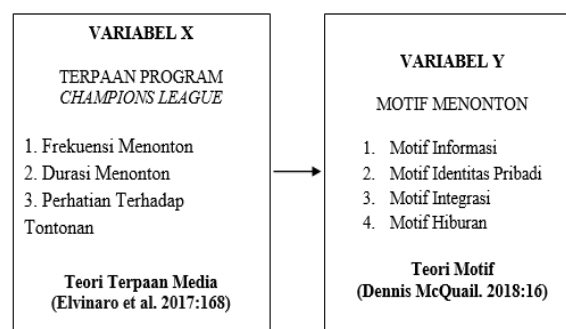 VARIABEL X
TERPAAN PROGRAM
CHAMPIONS LEAGUE
1. Frekuensi Menonton
2. Durasi Menonton
3. Perhatian Terhadap
Tontonan
Teori Terpaan Media
(Elvinaro et al. 2017:168)
VARIABEL Y
MOTIF MENONTON
1. Motif Informasi
2. Motif Identitas Pribadi
3. Motif Integrasi
4. Motif Hiburan
Teori Motif
(Dennis McQuail. 2018:16)